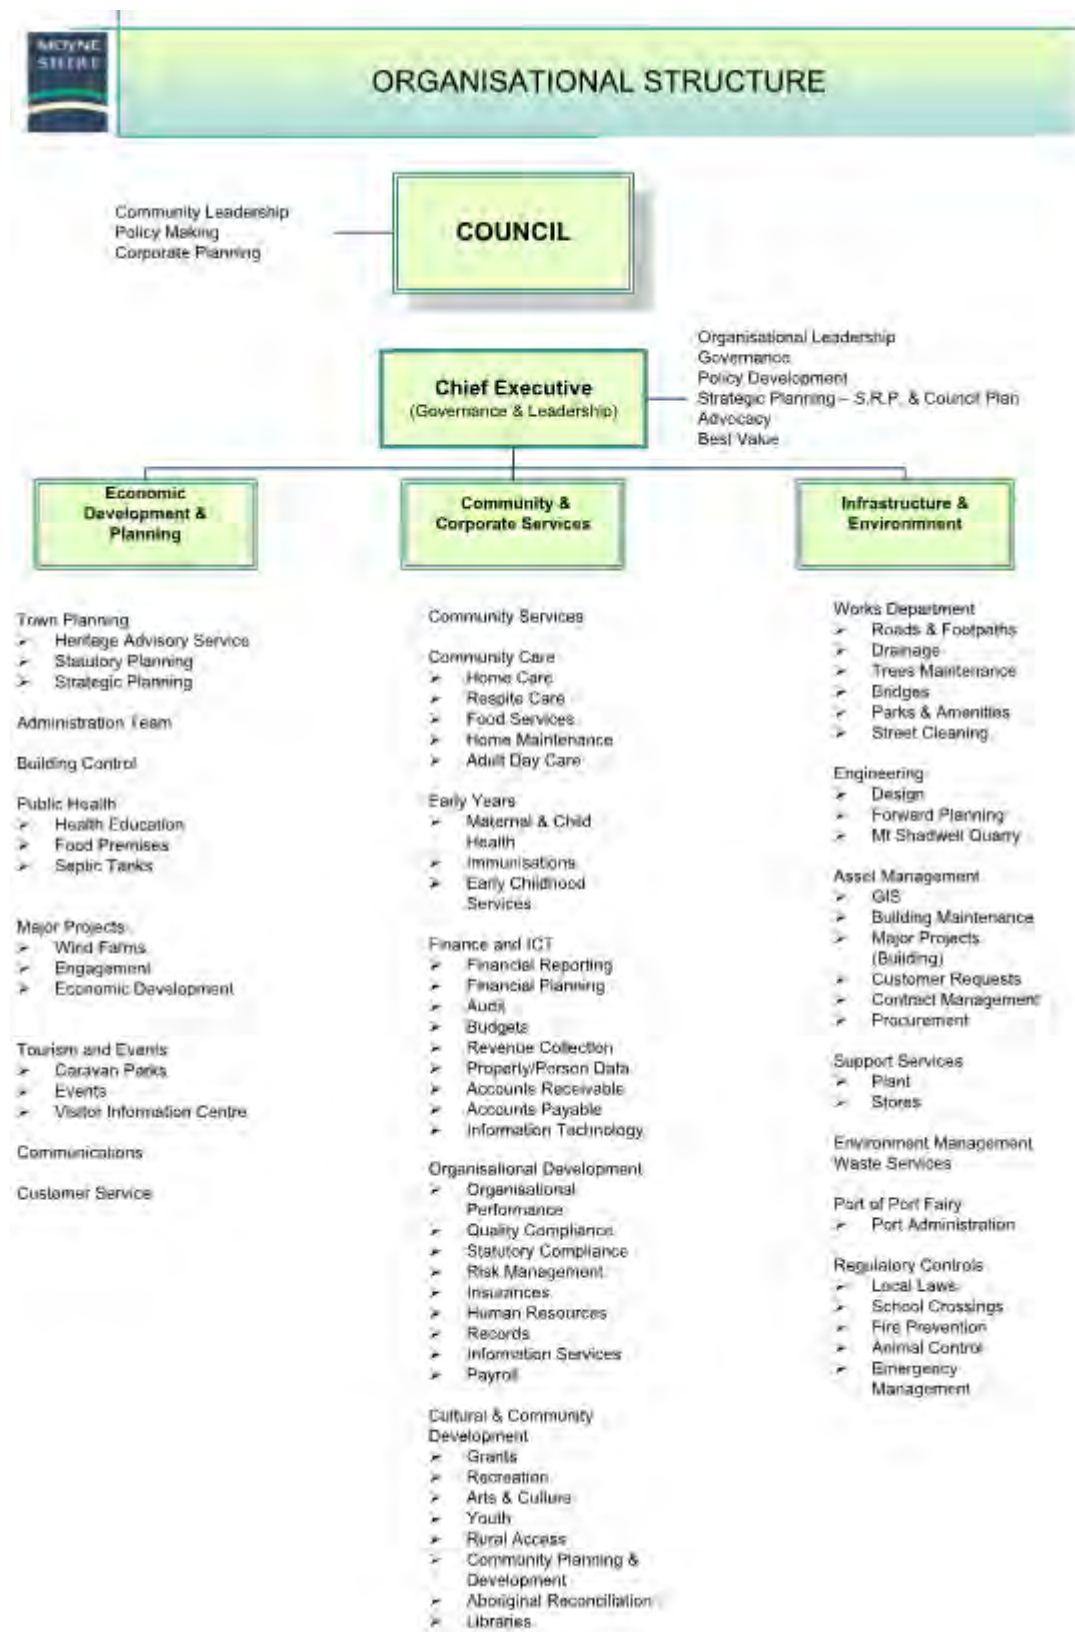 MOYNE
SHIRE
ORGANISATIONAL STRUCTURE
Community Leadership
Policy Making
Corporate Planning
COUNCIL
Chief Executive
(Governance & Leadership)
Organisational Leadership
Governance
Policy Development
Strategic Planning – S.R.P. & Council Plan
Advocacy
Best Value
Economic
Development &
Planning
Town Planning
➢ Heritage Advisory Service
➢ Statutory Planning
➢ Strategic Planning
Administration Team
Building Control
Public Health
➢ Health Education
➢ Food Premises
➢ Septic Tanks
Major Projects
➢ Wind Farms
➢ Engagement
➢ Economic Development
Tourism and Events
➢ Caravan Parks
➢ Events
➢ Visitor Information Centre
Communications
Customer Service
Community &
Corporate Services
Community Services
Community Care
➢ Home Care
➢ Respite Care
➢ Food Services
➢ Home Maintenance
➢ Adult Day Care
Early Years
➢ Maternal & Child
Health
➢ Immunisations
➢ Early Childhood
Services
Finance and ICT
➢ Financial Reporting
➢ Financial Planning
➢ Audit
➢ Budgets
➢ Revenue Collection
➢ Property/Person Data
➢ Accounts Receivable
➢ Accounts Payable
➢ Information Technology
Organisational Development
➢ Organisational
Performance
➢ Quality Compliance
➢ Statutory Compliance
➢ Risk Management
➢ Insurances
➢ Human Resources
➢ Records
➢ Information Services
➢ Payroll
Cultural & Community
Development
➢ Grants
➢ Recreation
➢ Arts & Culture
➢ Youth
➢ Rural Access
➢ Community Planning &
Development
➢ Aboriginal Reconciliation
➢ Libraries
Infrastructure &
Environmnent
Works Department
➢ Roads & Footpaths
➢ Drainage
➢ Trees Maintenance
➢ Bridges
➢ Parks & Amenities
➢ Street Cleaning
Engineering
➢ Design
➢ Forward Planning
➢ Mt Shadwell Quarry
Asset Management
➢ GIS
➢ Building Maintenance
➢ Major Projects
(Building)
➢ Customer Requests
➢ Contract Management
➢ Procurement
Support Services
➢ Plant
➢ Stores
Environment Management
Waste Services
Port of Port Fairy
➢ Port Administration
Regulatory Controls
➢ Local Laws
➢ School Crossings
➢ Fire Prevention
➢ Animal Control
➢ Emergency
Management